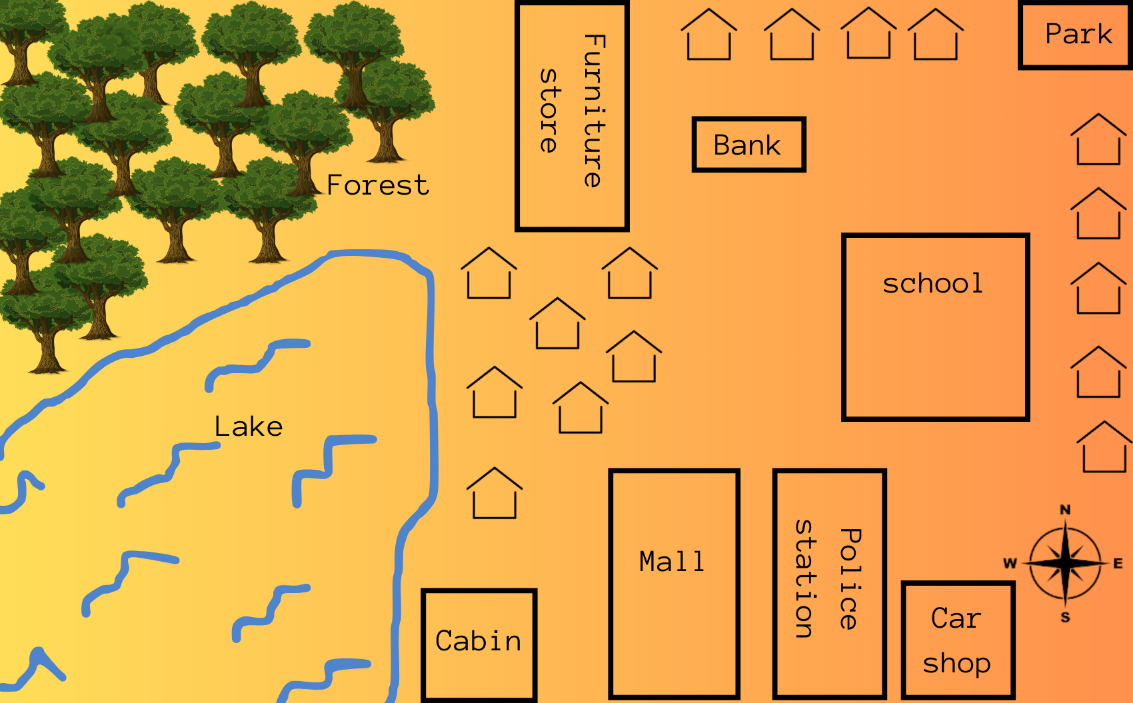 Furniture
store
Park
Bank
Forest
school
Lake
N
W
E
S
Police
station
Mall
Car
shop
Cabin